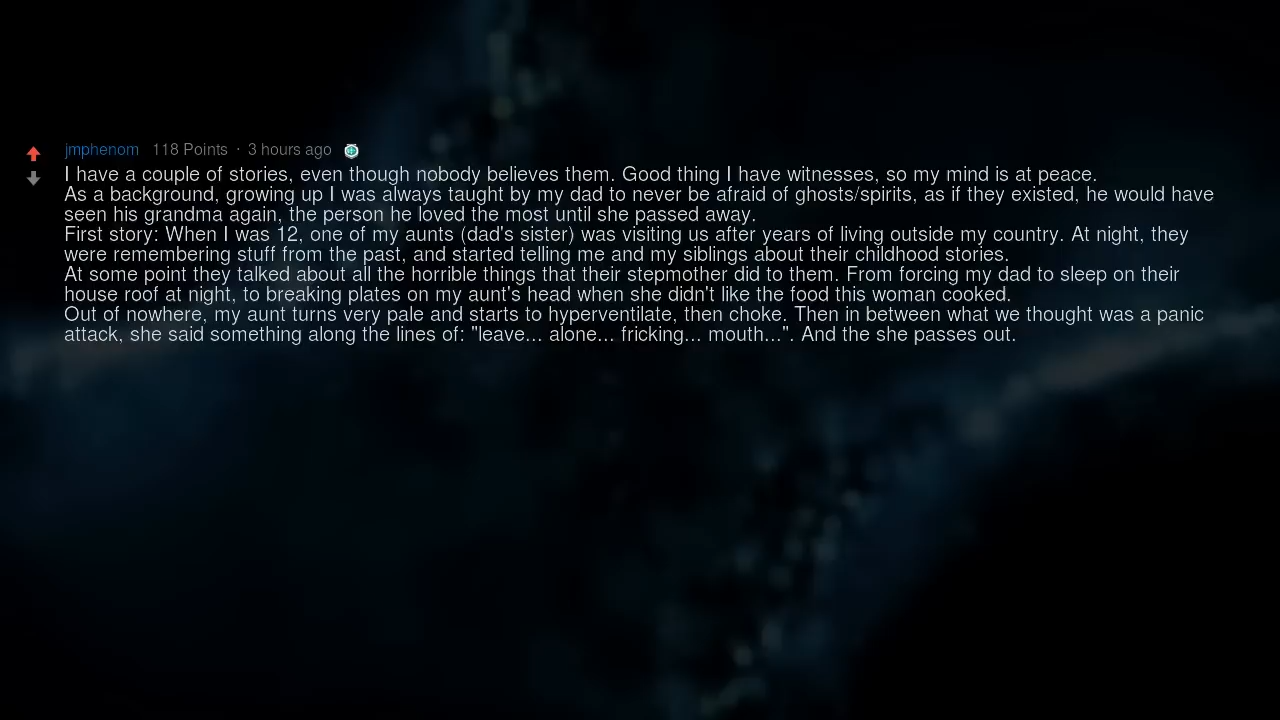 jmphenom 118 Points · 3 hours ago
I have a couple of stories, even though nobody believes them. Good thing I have witnesses, so my mind is at peace.
As a background, growing up I was always taught by my dad to never be afraid of ghosts/spirits, as if they existed, he would have
seen his grandma again, the person he loved the most until she passed away.
First story: When I was 12, one of my aunts (dad's sister) was visiting us after years of living outside my country. At night, they
were remembering stuff from the past, and started telling me and my siblings about their childhood stories.
At some point they talked about all the horrible things that their stepmother did to them. From forcing my dad to sleep on their
house roof at night, to breaking plates on my aunt's head when she didn't like the food this woman cooked.
Out of nowhere, my aunt turns very pale and starts to hyperventilate, then choke. Then in between what we thought was a panic
attack, she said something along the lines of: "leave... alone... fricking... mouth...". And the she passes out.